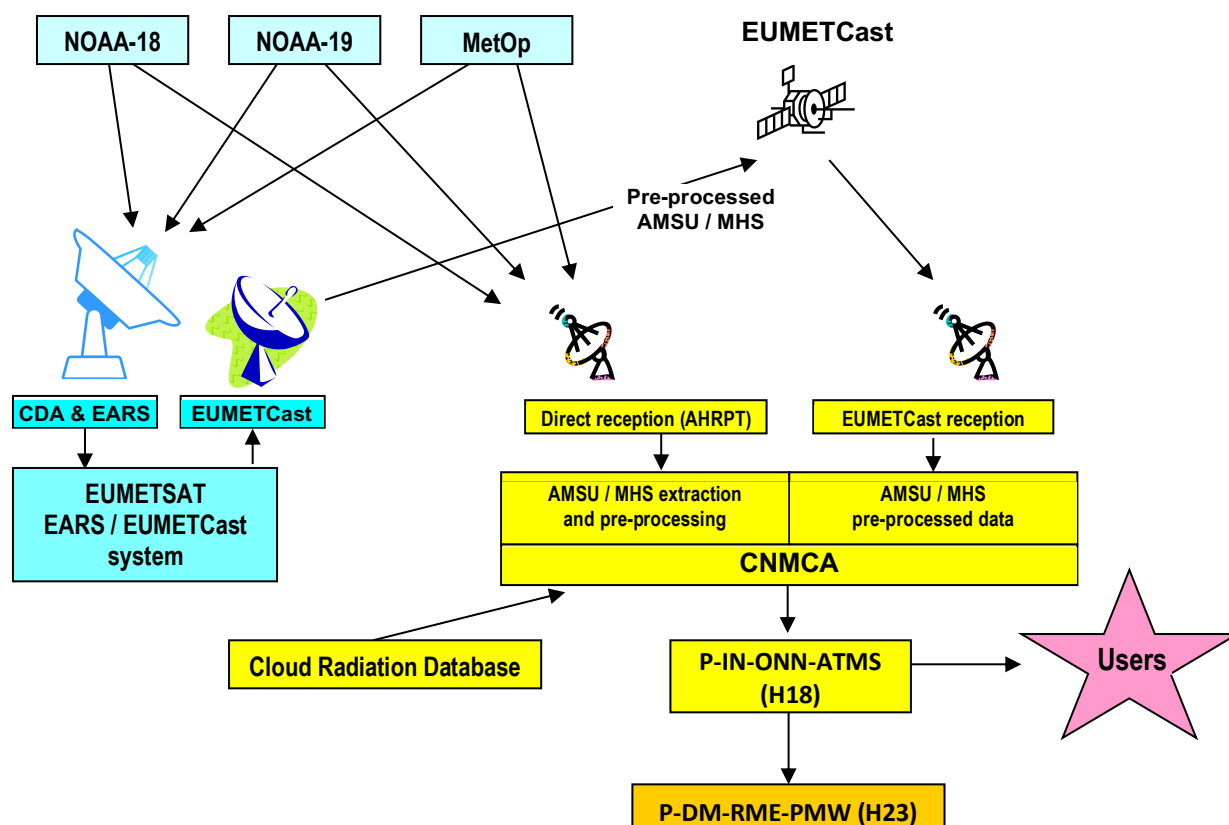 NOAA-18
NOAA-19
MetOp
EUMETCast
Pre-processed
AMSU / MHS
CDA & EARS
EUMETCast
Direct reception (AHRPT)
EUMETCast reception
EUMETSAT
EARS / EUMETCast
system
AMSU / MHS extraction
and pre-processing
AMSU / MHS
pre-processed data
CNMCA
Cloud Radiation Database
P-IN-ONN-ATMS
(H18)
Users
P-DM-RME-PMW (H23)